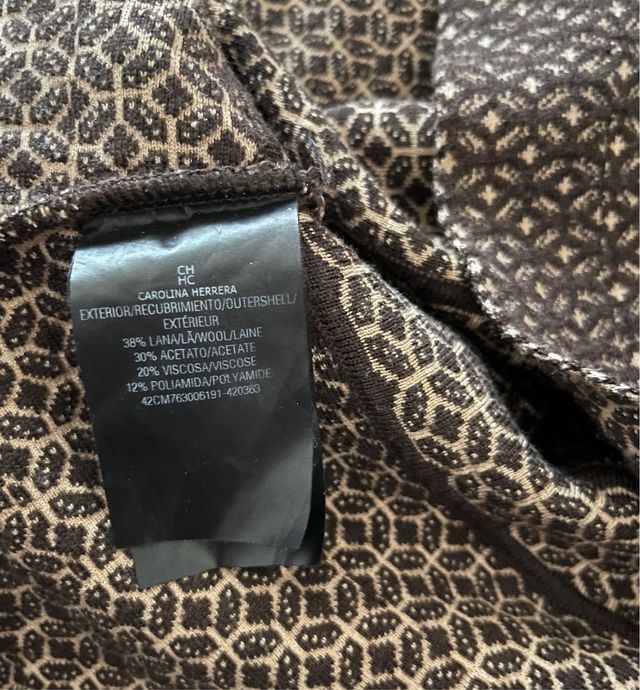 CH
HC
CAROLINA HERRERA
EXTERIOR/RECUBRIMIENTO/OUTERSHELL/
EXTÉRIEUR
38% LANA/LÃ/WOOL/LAINE
30% ACETATO/ACETATE
20% VISCOSA/VISCOSE
12% POLIAMIDA/POLYAMIDE
42CM763006191-420363